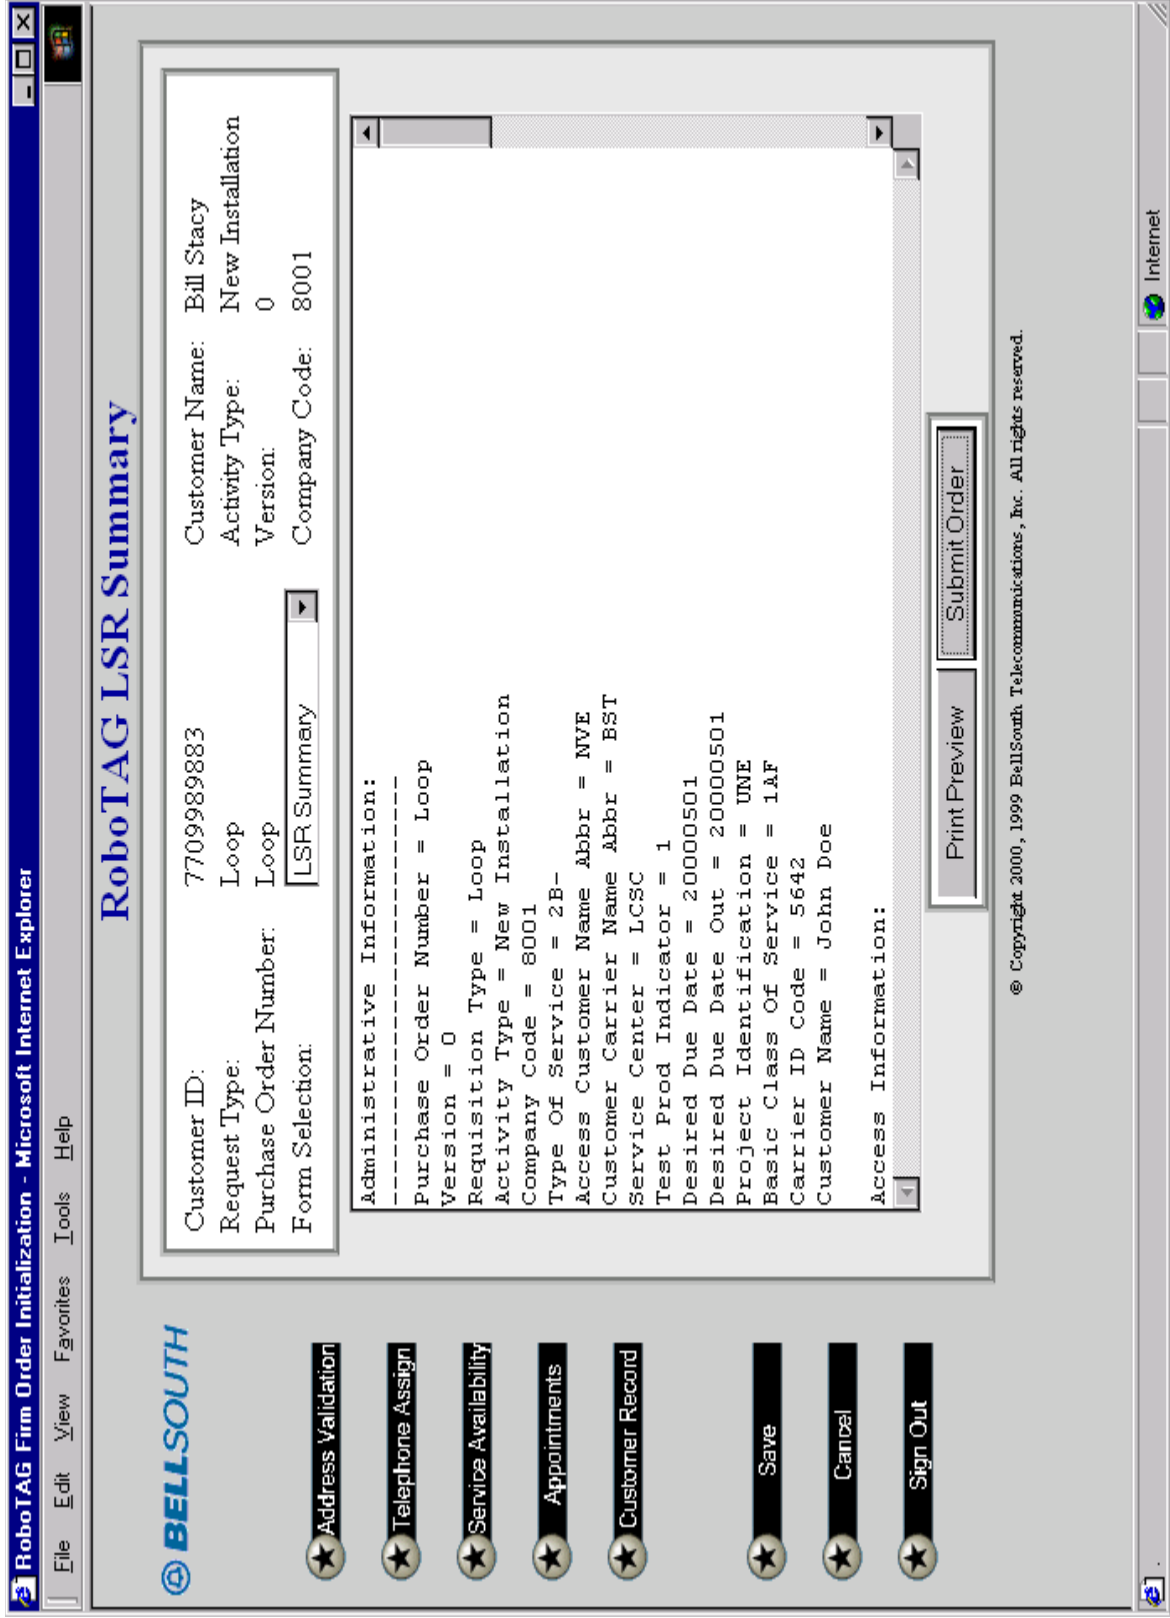 RoboTAG Firm Order Initialization - Microsoft Internet Explorer
File Edit View Favorites Tools Help
BELLSOUTH
Address Validation
Telephone Assign
Service Availability
Appointments
Customer Record
Save
Cancel
Sign Out
RoboTAG LSR Summary
Customer ID: 7709989883 Customer Name: Bill Stacy
Request Type: Loop Activity Type: New Installation
Purchase Order Number: Loop Version: 0
Form Selection: LSR Summary Company Code: 8001
Administrative Information:
------------------------------
Purchase Order Number = Loop
Version = 0
Requisition Type = Loop
Activity Type = New Installation
Company Code = 8001
Type Of Service = 2B-
Access Customer Name Abbr = NVE
Customer Carrier Name Abbr = BST
Service Center = LCSC
Test Prod Indicator = 1
Desired Due Date = 20000501
Desired Due Date Out = 20000501
Project Identification = UNE
Basic Class Of Service = 1AF
Carrier ID Code = 5642
Customer Name = John Doe
Access Information:
Print Preview Submit Order
© Copyright 2000, 1999 BellSouth Telecommunications, Inc. All rights reserved.
Internet